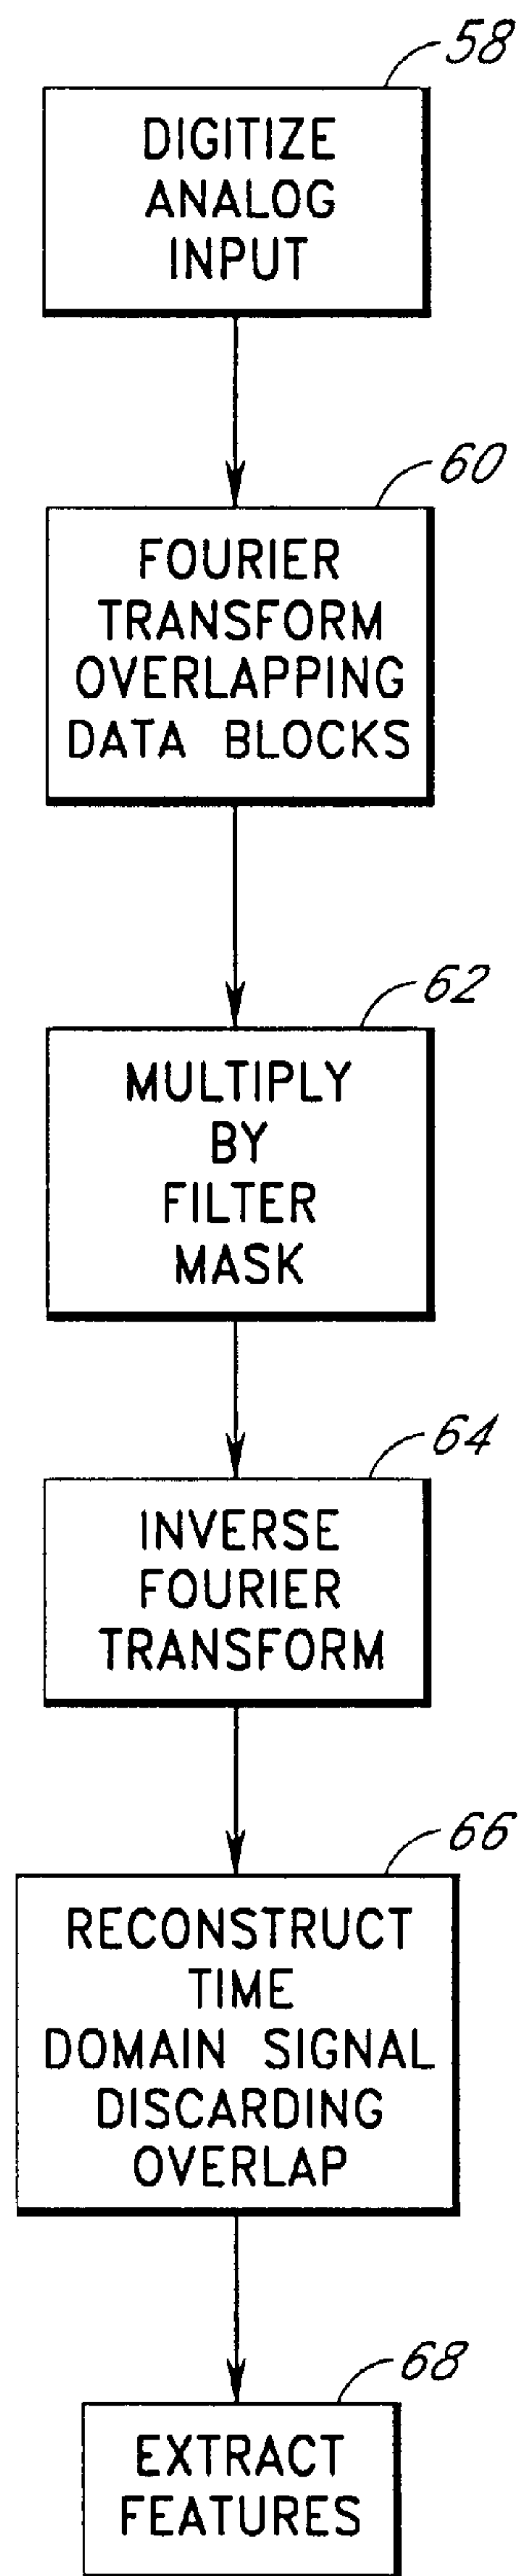 58
DIGITIZE
ANALOG
INPUT
60
FOURIER
TRANSFORM
OVERLAPPING
DATA BLOCKS
62
MULTIPLY
BY
FILTER
MASK
64
INVERSE
FOURIER
TRANSFORM
66
RECONSTRUCT
TIME
DOMAIN SIGNAL
DISCARDING
OVERLAP
68
EXTRACT
FEATURES